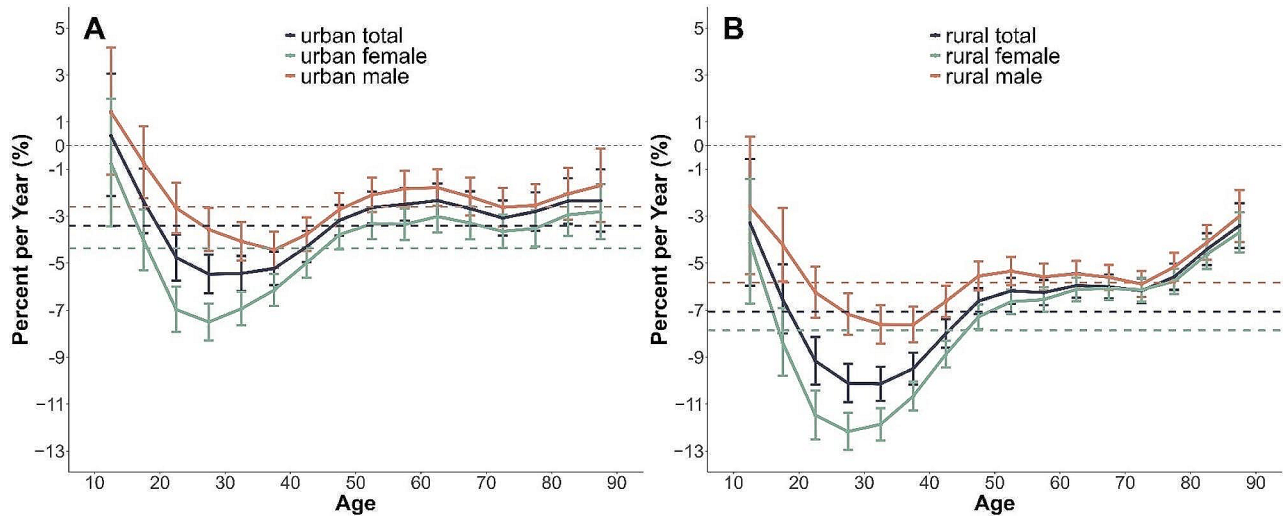 A
urban total
urban female
urban male
5
3
1
0
-1
-3
-5
-7
-9
−11
−13
Percent per Year (%)
10 20 30 40 50 60 70 80 90
Age
B
rural total
rural female
rural male
5
3
1
0
-1
-3
-5
-7
-9
−11
−13
Percent per Year (%)
10 20 30 40 50 60 70 80 90
Age